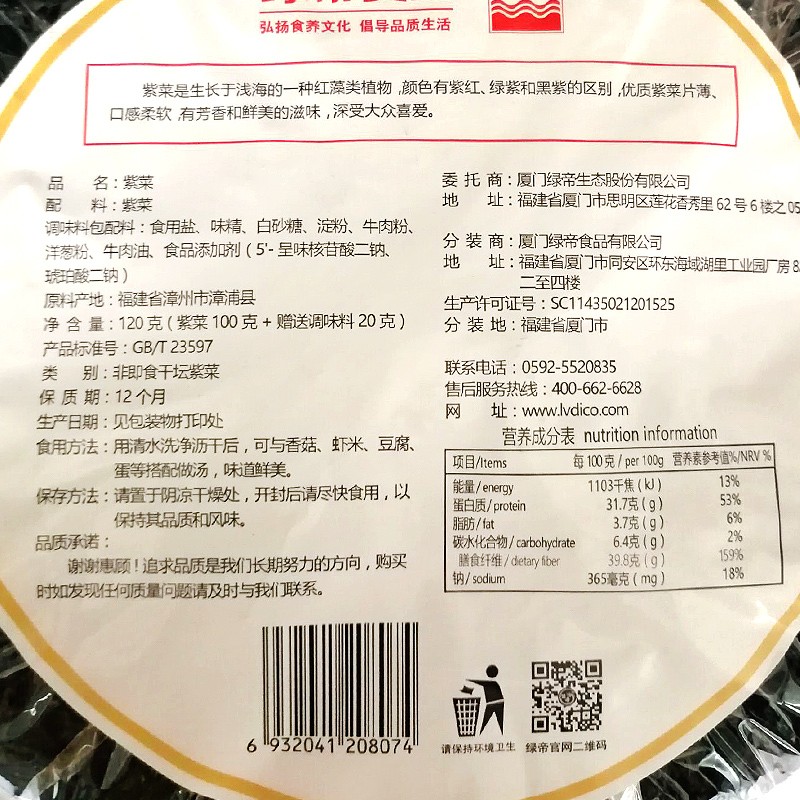 弘扬食养文化 倡导品质生活
紫菜是生长于浅海的一种红藻类植物,颜色有紫红、绿紫和黑紫的区别,优质紫菜片薄、
口感柔软,有芳香和鲜美的滋味,深受大众喜爱。
品 名:紫菜
配 料:紫菜
调味料包配料:食用盐、味精、白砂糖、淀粉、牛肉粉、
洋葱粉、牛肉油、食品添加剂(5'-呈味核苷酸二钠、
琥珀酸二钠)
原料产地:福建省漳州市漳浦县
净 含 量:120克(紫菜100克+赠送调味料20克)
产品标准号:GB/T 23597
类 别:非即食干坛紫菜
保 质 期:12个月
生产日期:见包装物打印处
食用方法:用清水洗净沥干后,可与香菇、虾米、豆腐、
蛋等搭配做汤,味道鲜美。
保存方法:请置于阴凉干燥处,开封后请尽快食用,以
保持其品质和风味。
品质承诺:
谢谢惠顾!追求品质是我们长期努力的方向,购买
时如发现任何质量问题请及时与我们联系。
委 托 商:厦门绿帝生态股份有限公司
地 址:福建省厦门市思明区莲花香秀里62号6楼之05
分 装 商:厦门绿帝食品有限公司
地 址:福建省厦门市同安区环东海域湖里工业园厂房8
二至四楼
生产许可证号:SC11435021201525
分 装 地:福建省厦门市
联系电话:0592-5520835
售后服务热线:400-662-6628
网 址:www.lvdico.com
营养成分表 nutrition information
项目/Items 每100克/per 100g 营养素参考值%/NRV %
能量/energy 1103千焦(kJ) 13%
蛋白质/protein 31.7克(g) 53%
脂肪/fat 3.7克(g) 6%
碳水化合物/carbohydrate 6.4克(g) 2%
膳食纤维/dietary fiber 39.8克(g) 159%
钠/sodium 365毫克(mg) 18%
6 932041 208074
请保持环境卫生 绿帝官网二维码